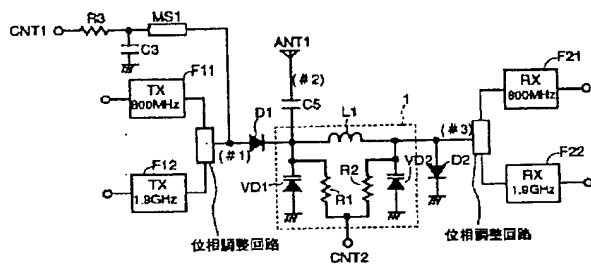 CNT1
R3
MS1
C3
ANT1
(#2)
C5
F11
TX
800MHz
D1
(#1)
L1
1
(#3)
F21
RX
800MHz
F12
TX
1.9GHz
VD1
R1
R2
VD2
D2
F22
RX
1.9GHz
位相調整回路
位相調整回路
CNT2